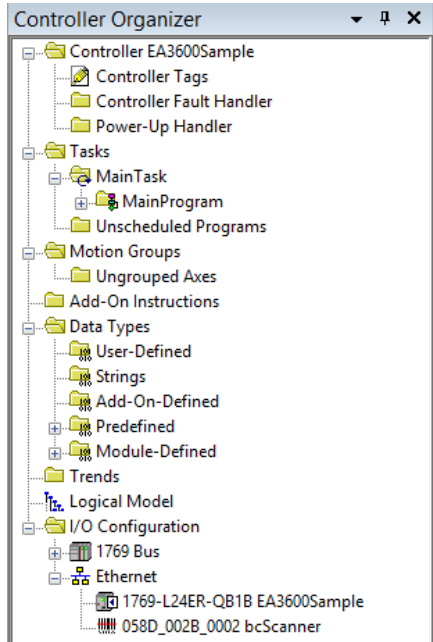 Controller Organizer
Controller EA3600Sample
Controller Tags
Controller Fault Handler
Power-Up Handler
Tasks
MainTask
MainProgram
Unscheduled Programs
Motion Groups
Ungrouped Axes
Add-On Instructions
Data Types
User-Defined
Strings
Add-On-Defined
Predefined
Module-Defined
Trends
Logical Model
I/O Configuration
1769 Bus
Ethernet
1769-L24ER-QB1B EA3600Sample
058D_002B_0002 bcScanner